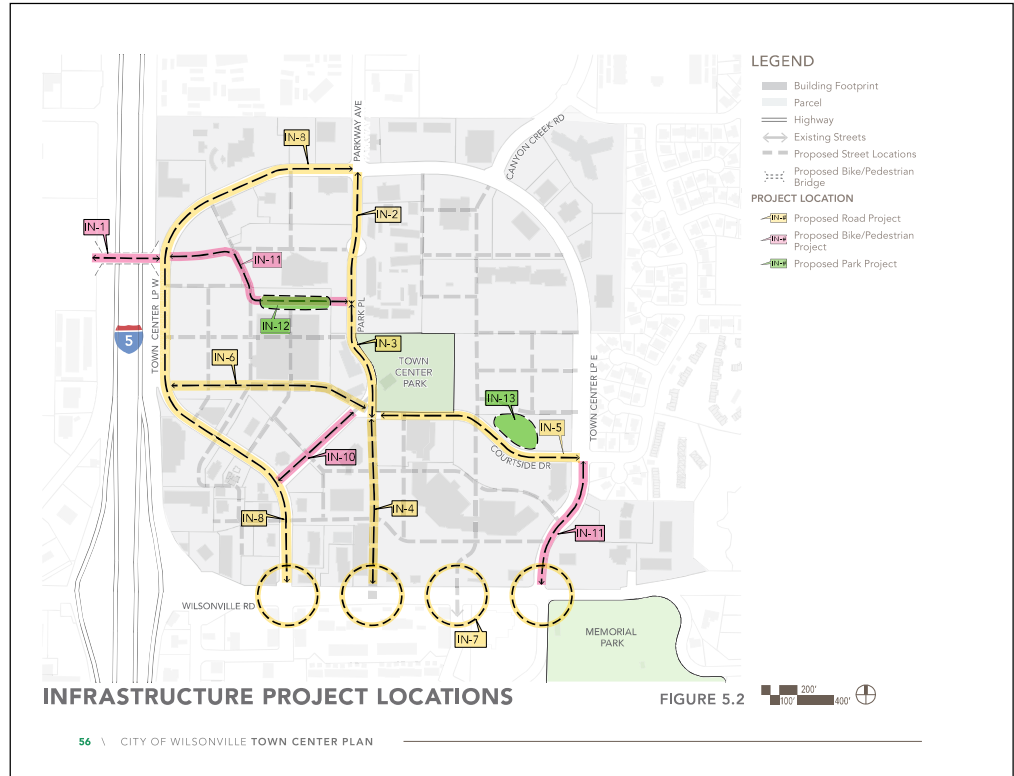 LEGEND
Building Footprint
Parcel
Highway
Existing Streets
Proposed Street Locations
Proposed Bike/Pedestrian
Bridge
PROJECT LOCATION
IN-# Proposed Road Project
IN-# Proposed Bike/Pedestrian
Project
IN-# Proposed Park Project
PARKWAY AVE
CANYON CREEK RD
IN-8
IN-2
IN-1
IN-11
IN-12
PARK PL
TOWN CENTER LP W
5
IN-3
IN-6
TOWN
CENTER
PARK
IN-13
TOWN CENTER LP E
IN-5
COURTSIDE DR
IN-10
IN-4
IN-8
IN-11
WILSONVILLE RD
IN-7
MEMORIAL
PARK
INFRASTRUCTURE PROJECT LOCATIONS
FIGURE 5.2
200'
100' 400'
56 \ CITY OF WILSONVILLE TOWN CENTER PLAN